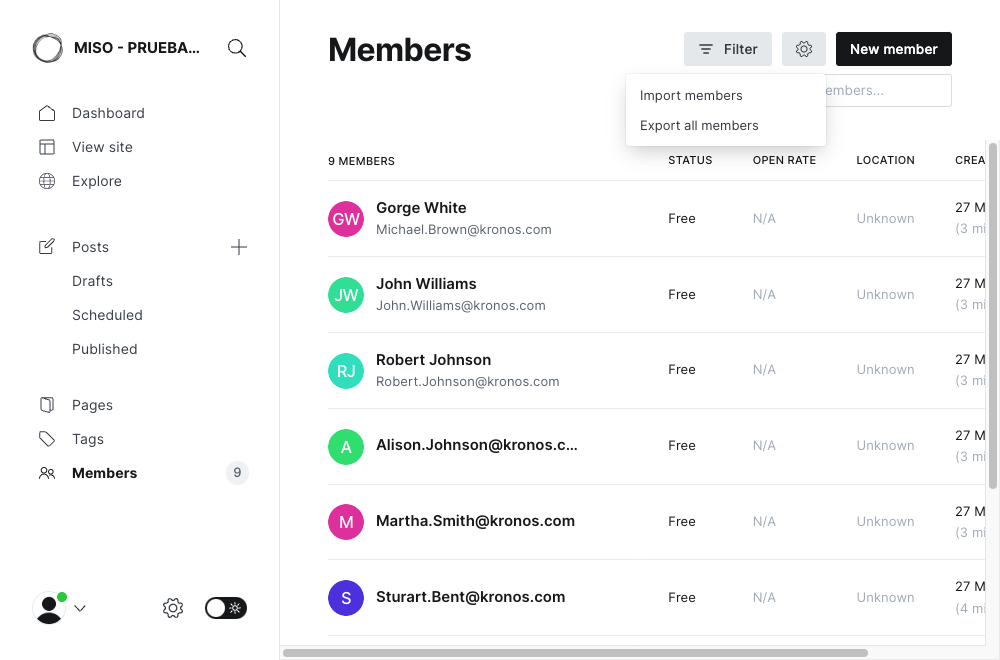 MISO - PRUEBA...
Dashboard
View site
Explore
Posts
Drafts
Scheduled
Published
Pages
Tags
Members
9
Members
Filter
New member
Import members
Export all members
9 MEMBERS STATUS OPEN RATE LOCATION
GW Gorge White
Michael.Brown@kronos.com
Free N/A Unknown 27 M
(3 mi
JW John Williams
John.Williams@kronos.com
Free N/A Unknown 27 M
(3 mi
RJ Robert Johnson
Robert.Johnson@kronos.com
Free N/A Unknown 27 M
(3 mi
A Alison.Johnson@kronos.c...
Free N/A Unknown 27 M
(3 mi
M Martha.Smith@kronos.com
Free N/A Unknown 27 M
(3 mi
S Sturart.Bent@kronos.com
Free N/A Unknown 27 M
(4 mi